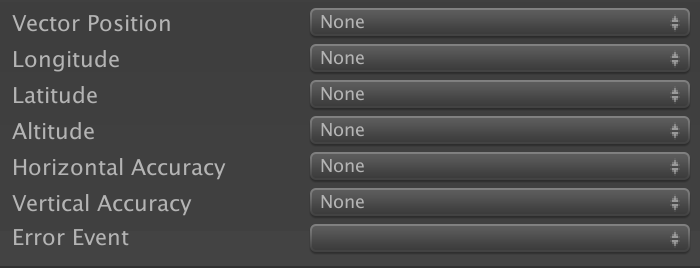 Vector Position None
Longitude None
Latitude None
Altitude None
Horizontal Accuracy None
Vertical Accuracy None
Error Event